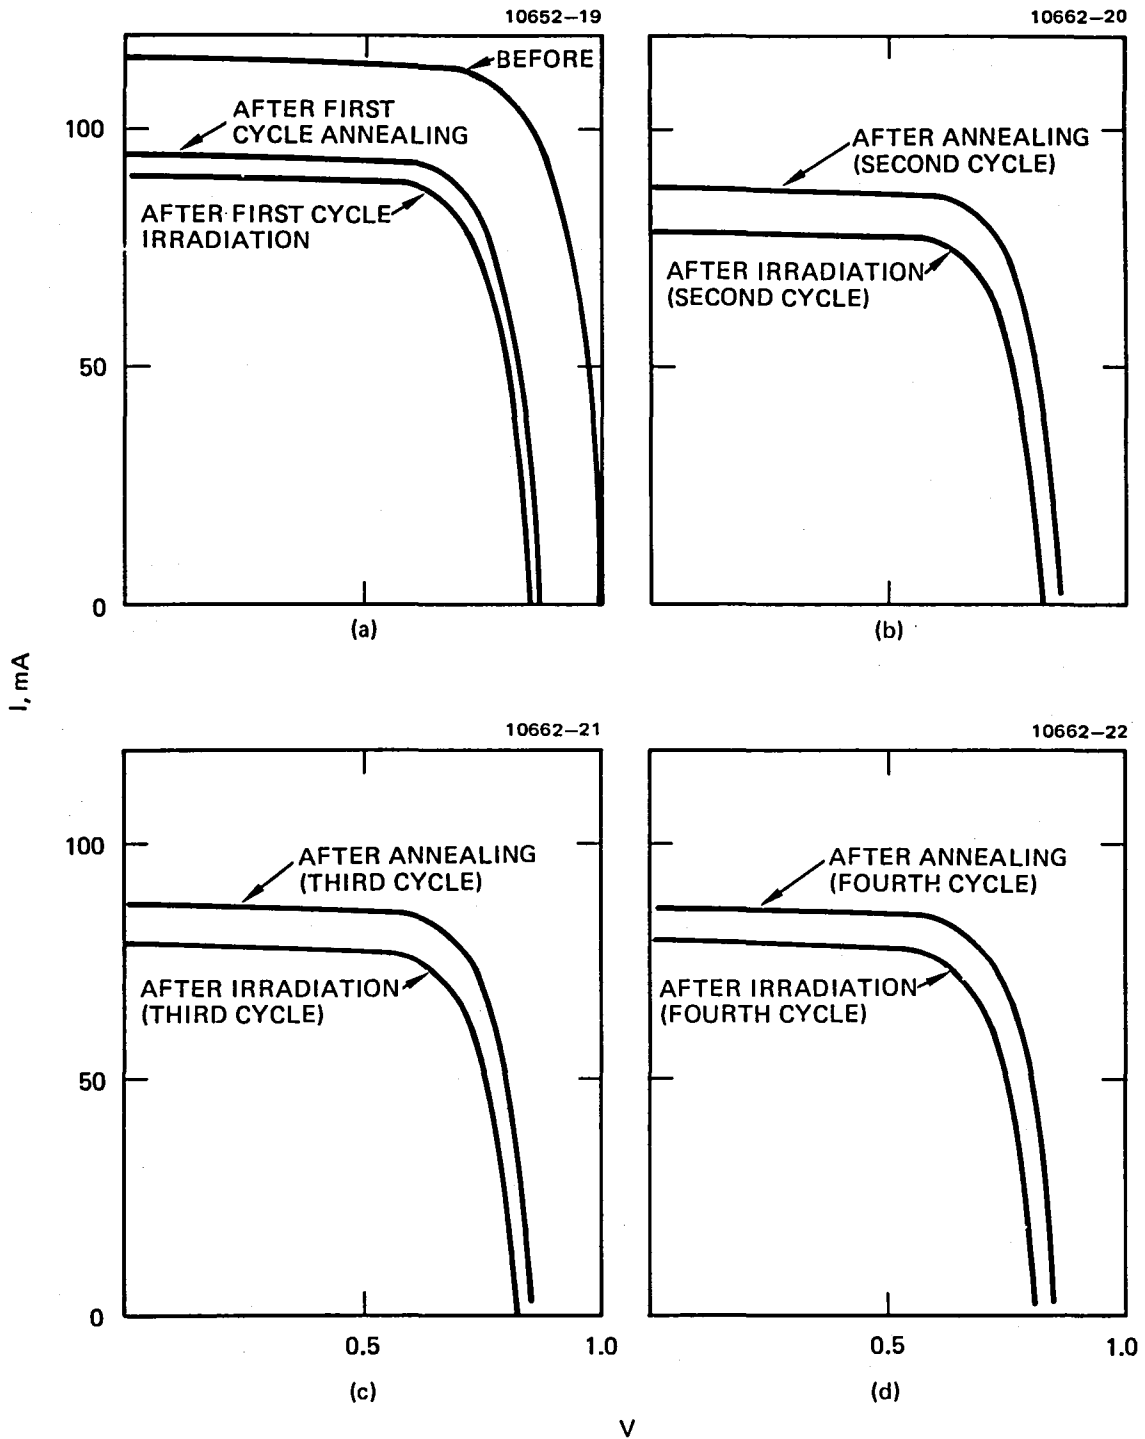 10652–19
BEFORE
AFTER FIRST
CYCLE ANNEALING
100
AFTER FIRST CYCLE
IRRADIATION
50
0
(a)
10662–20
AFTER ANNEALING
(SECOND CYCLE)
AFTER IRRADIATION
(SECOND CYCLE)
(b)
I, mA
10662–21
100
AFTER ANNEALING
(THIRD CYCLE)
AFTER IRRADIATION
(THIRD CYCLE)
50
0
0.5
1.0
(c)
10662–22
AFTER ANNEALING
(FOURTH CYCLE)
AFTER IRRADIATION
(FOURTH CYCLE)
0.5
1.0
(d)
V